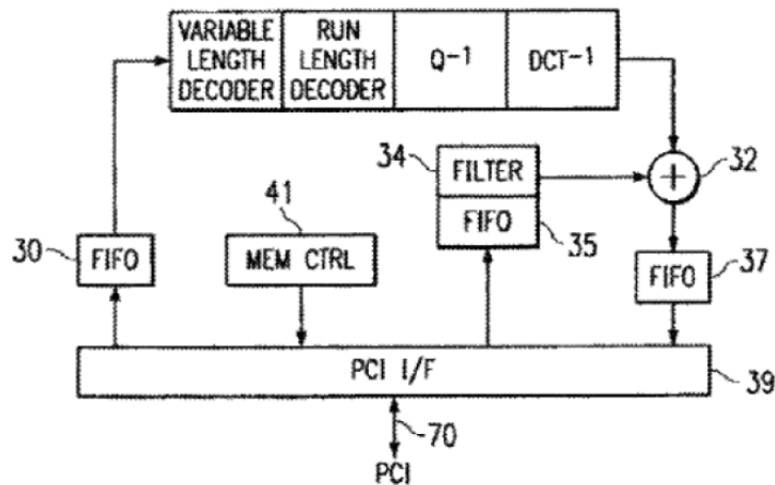 VARIABLE LENGTH DECODER
RUN LENGTH DECODER
Q-1
DCT-1
34
FILTER
32
41
FIFO
35
30
FIFO
MEM CTRL
FIFO
37
PCI I/F
39
70
PCI